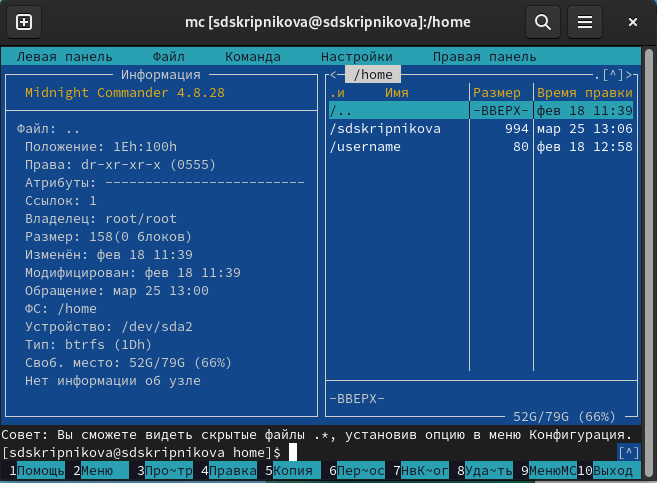 mc [sdskripnikova@sdskripnikova]:/home
Левая панель Файл Команда Настройки Правая панель
Информация
Midnight Commander 4.8.28
Файл: ..
Положение: 1Eh:100h
Права: dr-xr-xr-x (0555)
Атрибуты: -------------------------
Ссылок: 1
Владелец: root/root
Размер: 158(0 блоков)
Изменён: фев 18 11:39
Модифицирован: фев 18 11:39
Обращение: мар 25 13:00
ФС: /home
Устройство: /dev/sda2
Тип: btrfs (1Dh)
Своб. место: 52G/79G (66%)
Нет информации об узле
<- /home .[^]>
.и Имя Размер Время правки
/.. -ВВЕРХ- фев 18 11:39
/sdskripnikova 994 мар 25 13:06
/username 80 фев 18 12:58
-ВВЕРХ-
52G/79G (66%)
Совет: Вы сможете видеть скрытые файлы .*, установив опцию в меню Конфигурация.
[sdskripnikova@sdskripnikova home]$ [^]
1Помощь 2Меню 3Про~тр 4Правка 5Копия 6Пер~ос 7НвК~ог 8Уда~ть 9МенюМС 10Выход